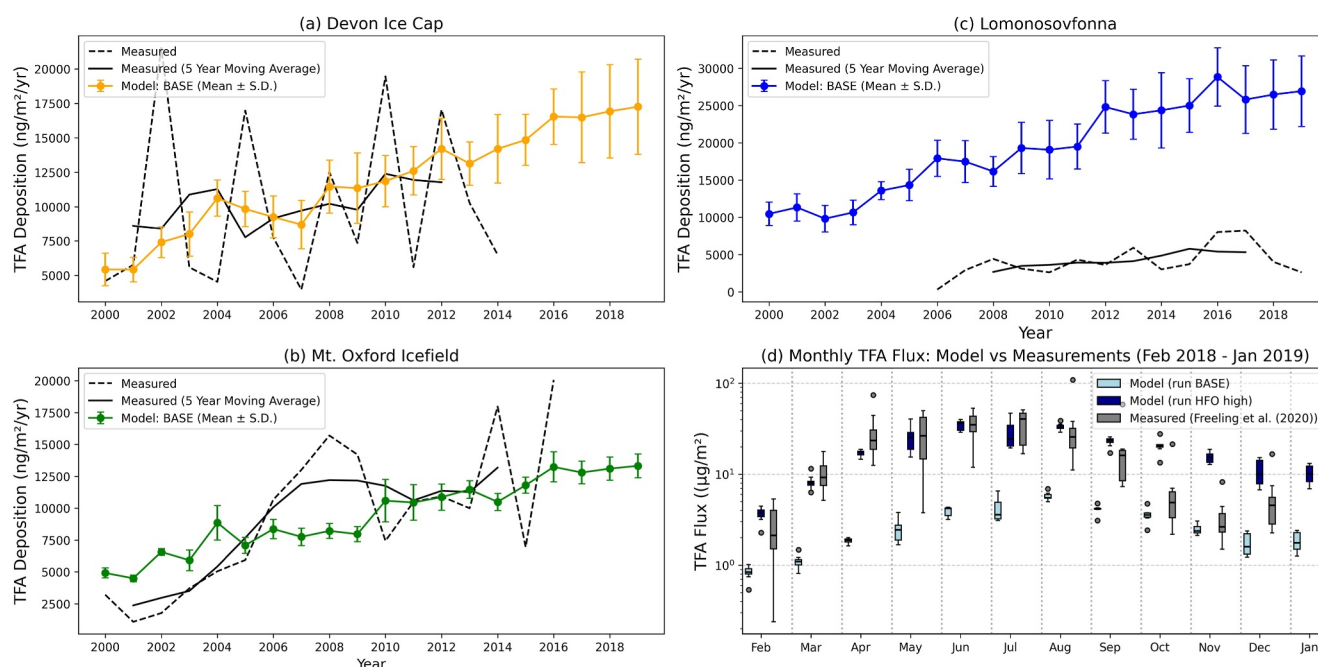 (a) Devon Ice Cap
TFA Deposition (ng/m²/yr)
20000
17500
15000
12500
10000
7500
5000
Measured
Measured (5 Year Moving Average)
Model: BASE (Mean ± S.D.)
2000 2002 2004 2006 2008 2010 2012 2014 2016 2018
(b) Mt. Oxford Icefield
TFA Deposition (ng/m²/yr)
20000
17500
15000
12500
10000
7500
5000
2500
Measured
Measured (5 Year Moving Average)
Model: BASE (Mean ± S.D.)
2000 2002 2004 2006 2008 2010 2012 2014 2016 2018
Year
(c) Lomonosovfonna
TFA Deposition (ng/m²/yr)
30000
25000
20000
15000
10000
5000
0
Measured
Measured (5 Year Moving Average)
Model: BASE (Mean ± S.D.)
2000 2002 2004 2006 2008 2010 2012 2014 2016 2018
Year
(d) Monthly TFA Flux: Model vs Measurements (Feb 2018 - Jan 2019)
TFA Flux ((μg/m²)
10²
10¹
10⁰
Model (run BASE)
Model (run HFO high)
Measured (Freeling et al. (2020))
Feb Mar Apr May Jun Jul Aug Sep Oct Nov Dec Jan